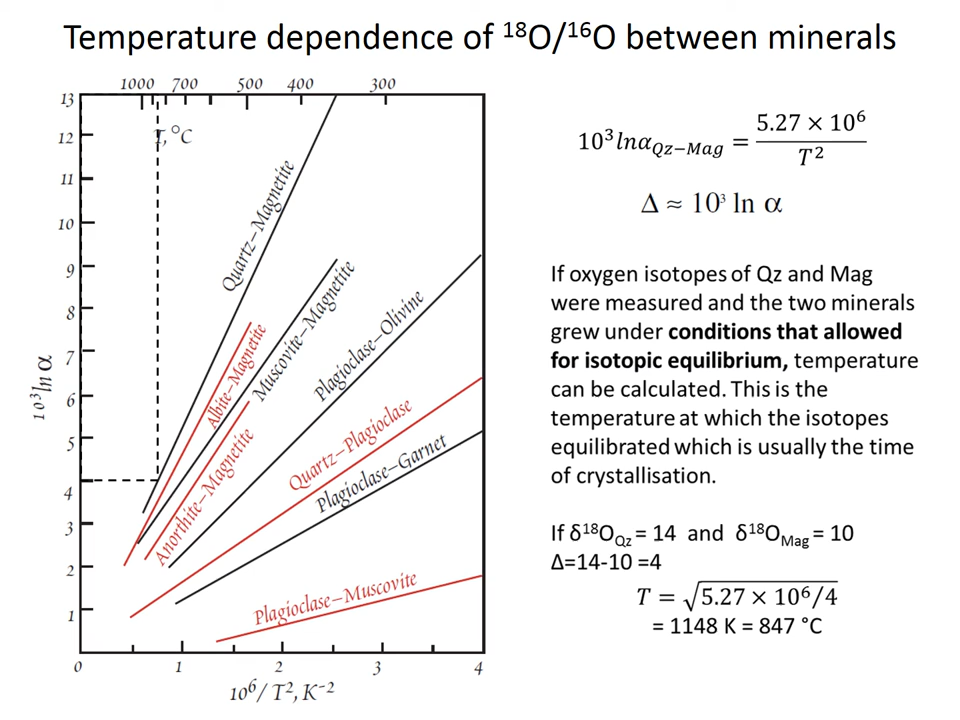 Temperature dependence of ¹⁸O/¹⁶O between minerals
1000 700 500 400 300
T, °C
13
12
11
10
9
8
7
6
5
4
3
2
1
10³ln α
Quartz–Magnetite
Albite–Magnetite
Muscovite–Magnetite
Anorthite–Magnetite
Plagioclase–Olivine
Quartz–Plagioclase
Plagioclase–Garnet
Plagioclase–Muscovite
0 1 2 3 4
10⁶/T², K⁻²
10³lnα_Qz−Mag = 5.27 × 10⁶ / T²
Δ ≈ 10³ ln α
If oxygen isotopes of Qz and Mag
were measured and the two minerals
grew under conditions that allowed
for isotopic equilibrium, temperature
can be calculated. This is the
temperature at which the isotopes
equilibrated which is usually the time
of crystallisation.
If δ¹⁸O_Qz = 14 and δ¹⁸O_Mag = 10
Δ=14-10 =4
T = √5.27 × 10⁶/4
= 1148 K = 847 °C